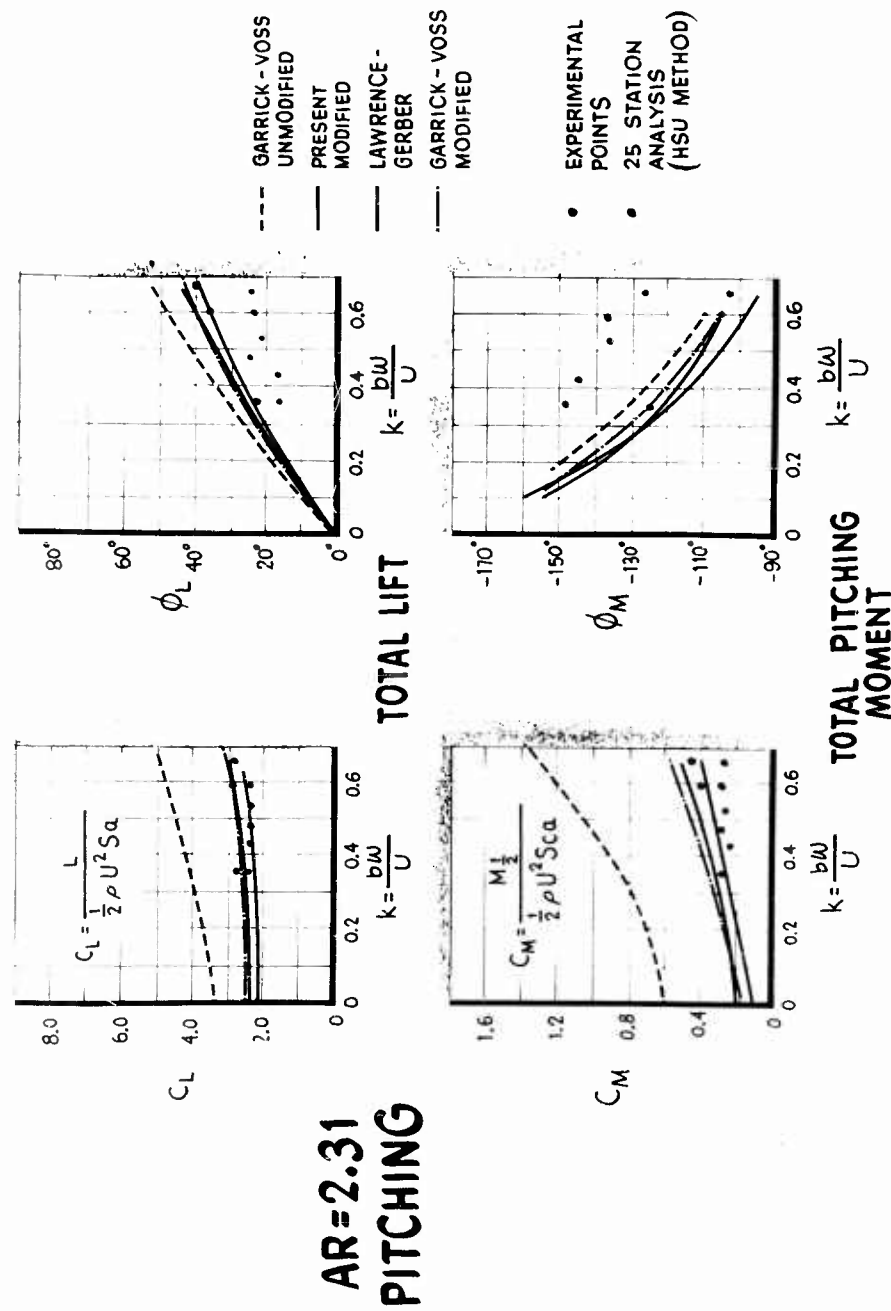 AR=2.31
PITCHING
C_L
8.0
6.0
4.0
2.0
0
C_L = L / ½ ρ U² S a
0 0.2 0.4 0.6
k = bω / U
TOTAL LIFT
ϕ_L
80°
60°
40°
20°
0°
0 0.2 0.4 0.6
k = bω / U
C_M
1.6
1.2
0.8
0.4
0
C_M = M ½ / ½ ρ U² S c a
0 0.2 0.4 0.6
k = bω / U
TOTAL PITCHING
MOMENT
ϕ_M
-170°
-150°
-130°
-110°
-90°
0 0.2 0.4 0.6
k = bω / U
GARRICK - VOSS
UNMODIFIED
PRESENT
MODIFIED
LAWRENCE -
GERBER
GARRICK - VOSS
MODIFIED
EXPERIMENTAL
POINTS
25 STATION
ANALYSIS
(HSU METHOD)